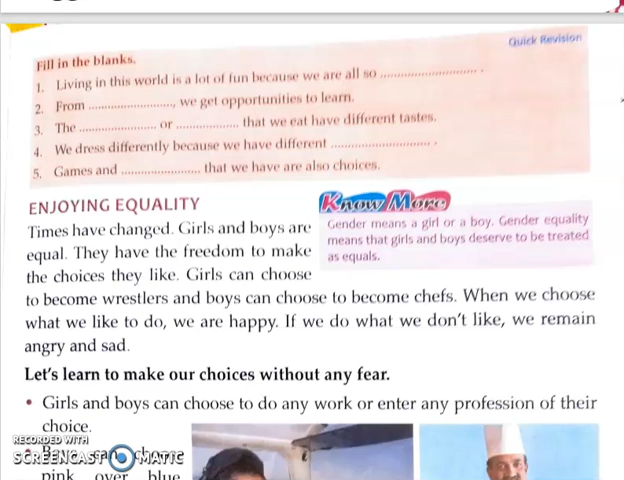 Quick Revision
Fill in the blanks.
1. Living in this world is a lot of fun because we are all so ............................ .
2. From ........................., we get opportunities to learn.
3. The ....................... or ................... that we eat have different tastes.
4. We dress differently because we have different .............................. .
5. Games and ........................ that we have are also choices.
ENJOYING EQUALITY
Times have changed. Girls and boys are
equal. They have the freedom to make
the choices they like. Girls can choose
Know More
Gender means a girl or a boy. Gender equality
means that girls and boys deserve to be treated
as equals.
to become wrestlers and boys can choose to become chefs. When we choose
what we like to do, we are happy. If we do what we don't like, we remain
angry and sad.
Let's learn to make our choices without any fear.
• Girls and boys can choose to do any work or enter any profession of their
choice.
RECORDED WITH
SCREENCAST MATIC
can choose
pink over blue